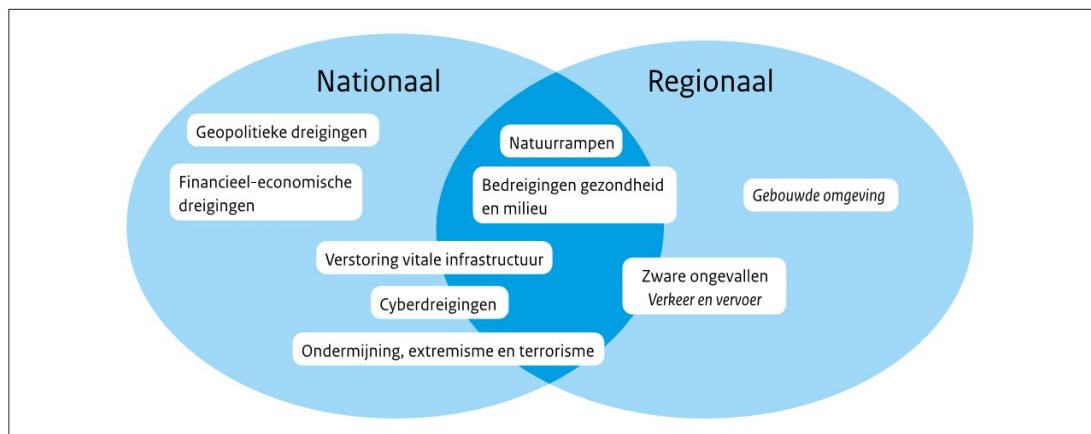 Nationaal
Regionaal
Geopolitieke dreigingen
Natuurrampen
Financieel-economische
dreigingen
Bedreigingen gezondheid
en milieu
Gebouwde omgeving
Verstoring vitale infrastructuur
Zware ongevallen
Verkeer en vervoer
Cyberdreigingen
Ondermijning, extremisme en terrorisme